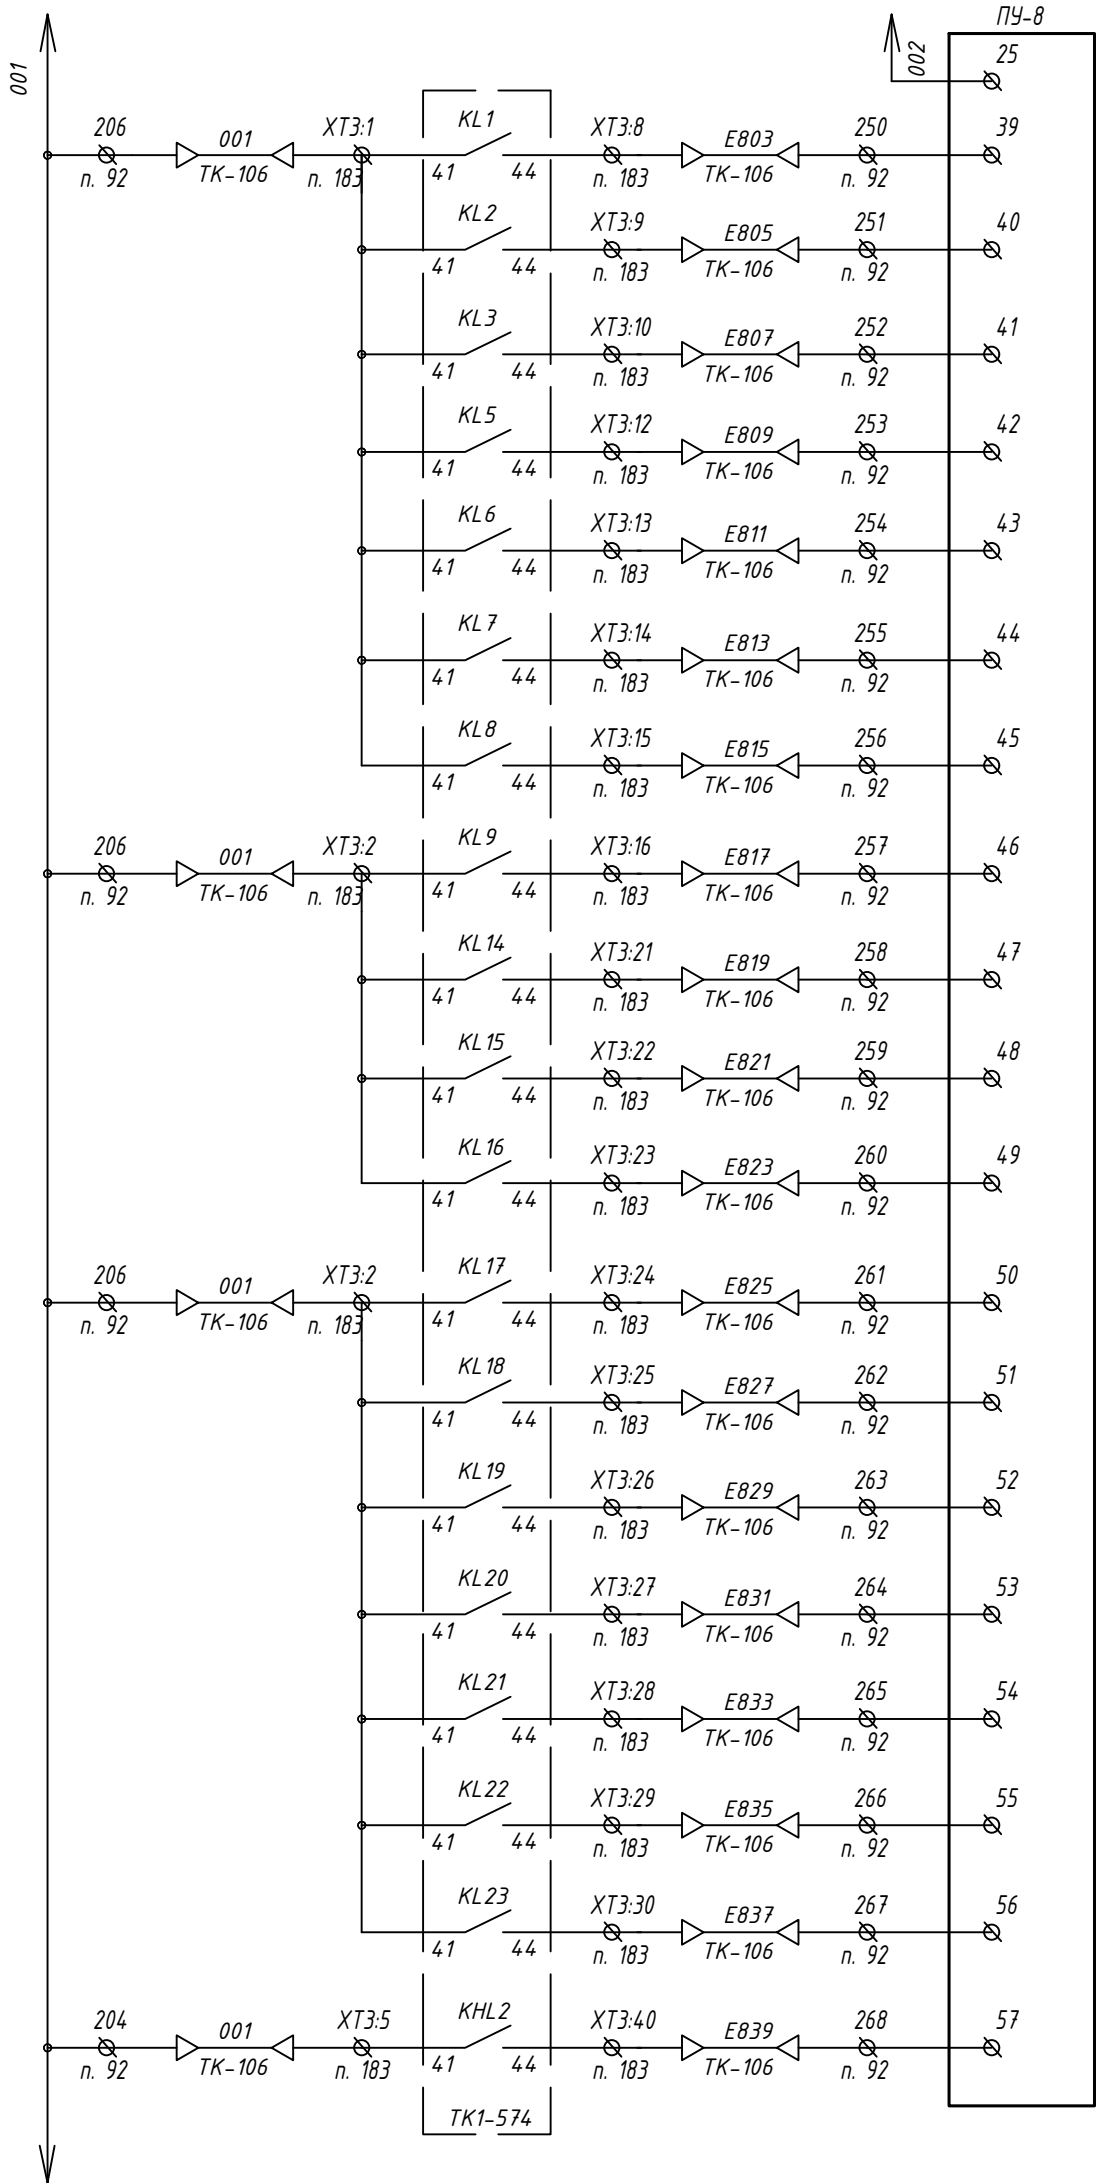 ПУ-8
001
002
25
206
001
XT3:1
KL1
XT3:8
E803
250
39
п. 92
TK-106
п. 183
41
44
п. 183
TK-106
п. 92
KL2
XT3:9
E805
251
40
41
44
п. 183
TK-106
п. 92
KL3
XT3:10
E807
252
41
41
44
п. 183
TK-106
п. 92
KL5
XT3:12
E809
253
42
41
44
п. 183
TK-106
п. 92
KL6
XT3:13
E811
254
43
41
44
п. 183
TK-106
п. 92
KL7
XT3:14
E813
255
44
41
44
п. 183
TK-106
п. 92
KL8
XT3:15
E815
256
45
41
44
п. 183
TK-106
п. 92
206
001
XT3:2
KL9
XT3:16
E817
257
46
п. 92
TK-106
п. 183
41
44
п. 183
TK-106
п. 92
KL14
XT3:21
E819
258
47
41
44
п. 183
TK-106
п. 92
KL15
XT3:22
E821
259
48
41
44
п. 183
TK-106
п. 92
KL16
XT3:23
E823
260
49
41
44
п. 183
TK-106
п. 92
206
001
XT3:2
KL17
XT3:24
E825
261
50
п. 92
TK-106
п. 183
41
44
п. 183
TK-106
п. 92
KL18
XT3:25
E827
262
51
41
44
п. 183
TK-106
п. 92
KL19
XT3:26
E829
263
52
41
44
п. 183
TK-106
п. 92
KL20
XT3:27
E831
264
53
41
44
п. 183
TK-106
п. 92
KL21
XT3:28
E833
265
54
41
44
п. 183
TK-106
п. 92
KL22
XT3:29
E835
266
55
41
44
п. 183
TK-106
п. 92
KL23
XT3:30
E837
267
56
41
44
п. 183
TK-106
п. 92
204
001
XT3:5
KHL2
XT3:40
E839
268
57
п. 92
TK-106
п. 183
41
44
п. 183
TK-106
п. 92
TK1-574